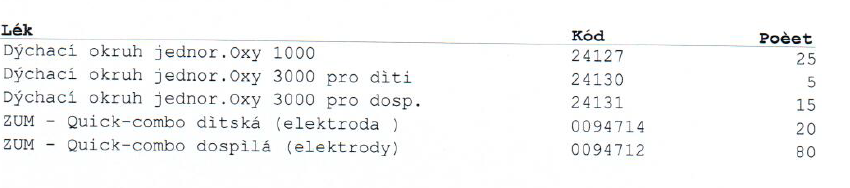 Lék Kód Poèet
Dýchací okruh jednor.Oxy 1000 24127 25
Dýchací okruh jednor.Oxy 3000 pro dìti 24130 5
Dýchací okruh jednor.Oxy 3000 pro dosp. 24131 15
ZUM - Quick-combo dìtská (elektroda ) 0094714 20
ZUM - Quick-combo dospìlá (elektrody) 0094712 80